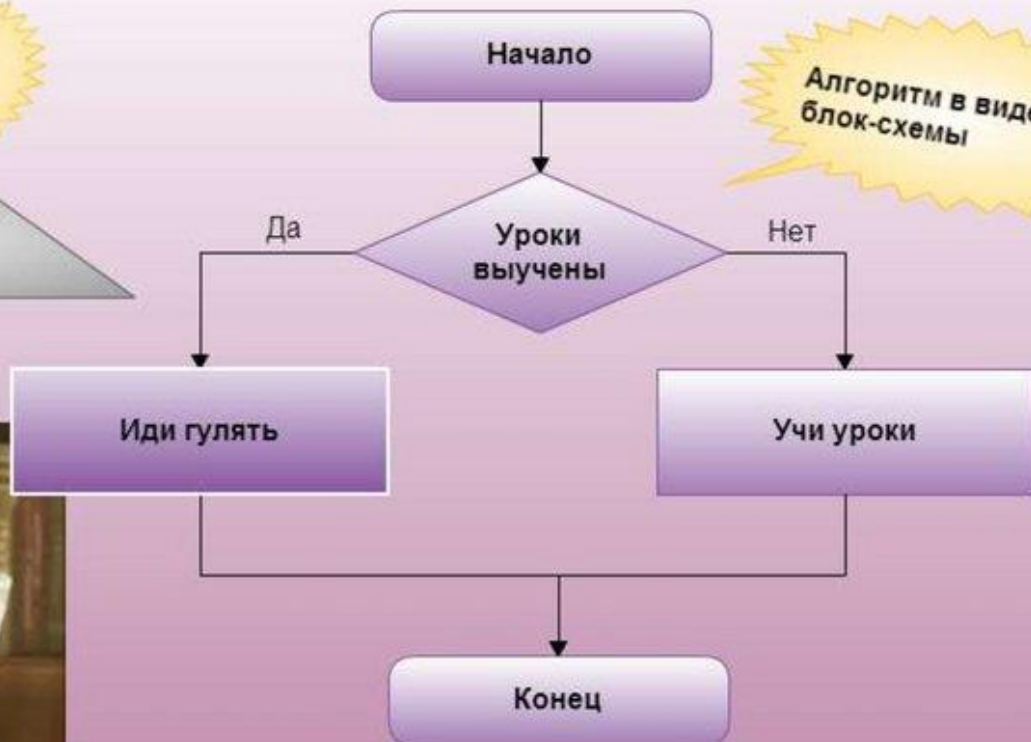 Начало
Алгоритм в виде
блок-схемы
Да
Уроки
выучены
Нет
Иди гулять
Учи уроки
Конец